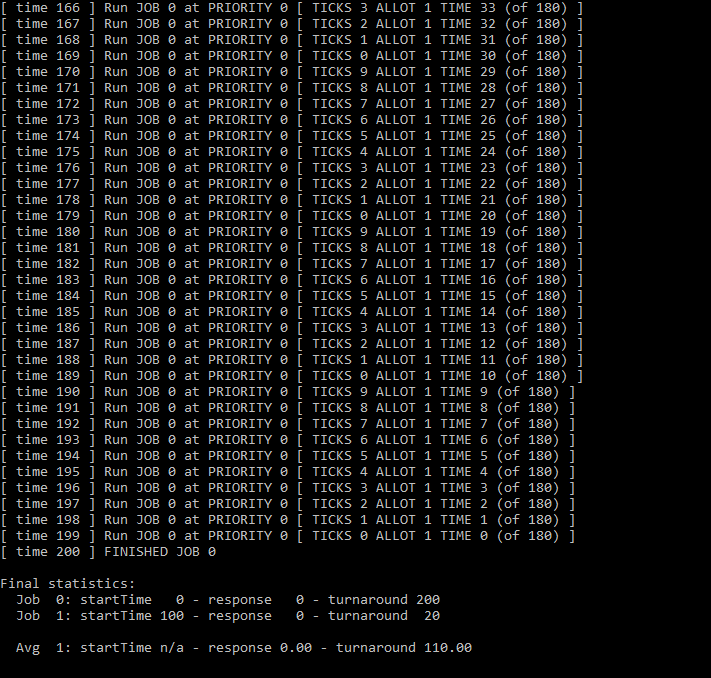 [ time 166 ] Run JOB 0 at PRIORITY 0 [ TICKS 3 ALLOT 1 TIME 33 (of 180) ]
[ time 167 ] Run JOB 0 at PRIORITY 0 [ TICKS 2 ALLOT 1 TIME 32 (of 180) ]
[ time 168 ] Run JOB 0 at PRIORITY 0 [ TICKS 1 ALLOT 1 TIME 31 (of 180) ]
[ time 169 ] Run JOB 0 at PRIORITY 0 [ TICKS 0 ALLOT 1 TIME 30 (of 180) ]
[ time 170 ] Run JOB 0 at PRIORITY 0 [ TICKS 9 ALLOT 1 TIME 29 (of 180) ]
[ time 171 ] Run JOB 0 at PRIORITY 0 [ TICKS 8 ALLOT 1 TIME 28 (of 180) ]
[ time 172 ] Run JOB 0 at PRIORITY 0 [ TICKS 7 ALLOT 1 TIME 27 (of 180) ]
[ time 173 ] Run JOB 0 at PRIORITY 0 [ TICKS 6 ALLOT 1 TIME 26 (of 180) ]
[ time 174 ] Run JOB 0 at PRIORITY 0 [ TICKS 5 ALLOT 1 TIME 25 (of 180) ]
[ time 175 ] Run JOB 0 at PRIORITY 0 [ TICKS 4 ALLOT 1 TIME 24 (of 180) ]
[ time 176 ] Run JOB 0 at PRIORITY 0 [ TICKS 3 ALLOT 1 TIME 23 (of 180) ]
[ time 177 ] Run JOB 0 at PRIORITY 0 [ TICKS 2 ALLOT 1 TIME 22 (of 180) ]
[ time 178 ] Run JOB 0 at PRIORITY 0 [ TICKS 1 ALLOT 1 TIME 21 (of 180) ]
[ time 179 ] Run JOB 0 at PRIORITY 0 [ TICKS 0 ALLOT 1 TIME 20 (of 180) ]
[ time 180 ] Run JOB 0 at PRIORITY 0 [ TICKS 9 ALLOT 1 TIME 19 (of 180) ]
[ time 181 ] Run JOB 0 at PRIORITY 0 [ TICKS 8 ALLOT 1 TIME 18 (of 180) ]
[ time 182 ] Run JOB 0 at PRIORITY 0 [ TICKS 7 ALLOT 1 TIME 17 (of 180) ]
[ time 183 ] Run JOB 0 at PRIORITY 0 [ TICKS 6 ALLOT 1 TIME 16 (of 180) ]
[ time 184 ] Run JOB 0 at PRIORITY 0 [ TICKS 5 ALLOT 1 TIME 15 (of 180) ]
[ time 185 ] Run JOB 0 at PRIORITY 0 [ TICKS 4 ALLOT 1 TIME 14 (of 180) ]
[ time 186 ] Run JOB 0 at PRIORITY 0 [ TICKS 3 ALLOT 1 TIME 13 (of 180) ]
[ time 187 ] Run JOB 0 at PRIORITY 0 [ TICKS 2 ALLOT 1 TIME 12 (of 180) ]
[ time 188 ] Run JOB 0 at PRIORITY 0 [ TICKS 1 ALLOT 1 TIME 11 (of 180) ]
[ time 189 ] Run JOB 0 at PRIORITY 0 [ TICKS 0 ALLOT 1 TIME 10 (of 180) ]
[ time 190 ] Run JOB 0 at PRIORITY 0 [ TICKS 9 ALLOT 1 TIME 9 (of 180) ]
[ time 191 ] Run JOB 0 at PRIORITY 0 [ TICKS 8 ALLOT 1 TIME 8 (of 180) ]
[ time 192 ] Run JOB 0 at PRIORITY 0 [ TICKS 7 ALLOT 1 TIME 7 (of 180) ]
[ time 193 ] Run JOB 0 at PRIORITY 0 [ TICKS 6 ALLOT 1 TIME 6 (of 180) ]
[ time 194 ] Run JOB 0 at PRIORITY 0 [ TICKS 5 ALLOT 1 TIME 5 (of 180) ]
[ time 195 ] Run JOB 0 at PRIORITY 0 [ TICKS 4 ALLOT 1 TIME 4 (of 180) ]
[ time 196 ] Run JOB 0 at PRIORITY 0 [ TICKS 3 ALLOT 1 TIME 3 (of 180) ]
[ time 197 ] Run JOB 0 at PRIORITY 0 [ TICKS 2 ALLOT 1 TIME 2 (of 180) ]
[ time 198 ] Run JOB 0 at PRIORITY 0 [ TICKS 1 ALLOT 1 TIME 1 (of 180) ]
[ time 199 ] Run JOB 0 at PRIORITY 0 [ TICKS 0 ALLOT 1 TIME 0 (of 180) ]
[ time 200 ] FINISHED JOB 0
Final statistics:
  Job  0: startTime   0 - response   0 - turnaround 200
  Job  1: startTime 100 - response   0 - turnaround  20
  Avg  1: startTime n/a - response 0.00 - turnaround 110.00